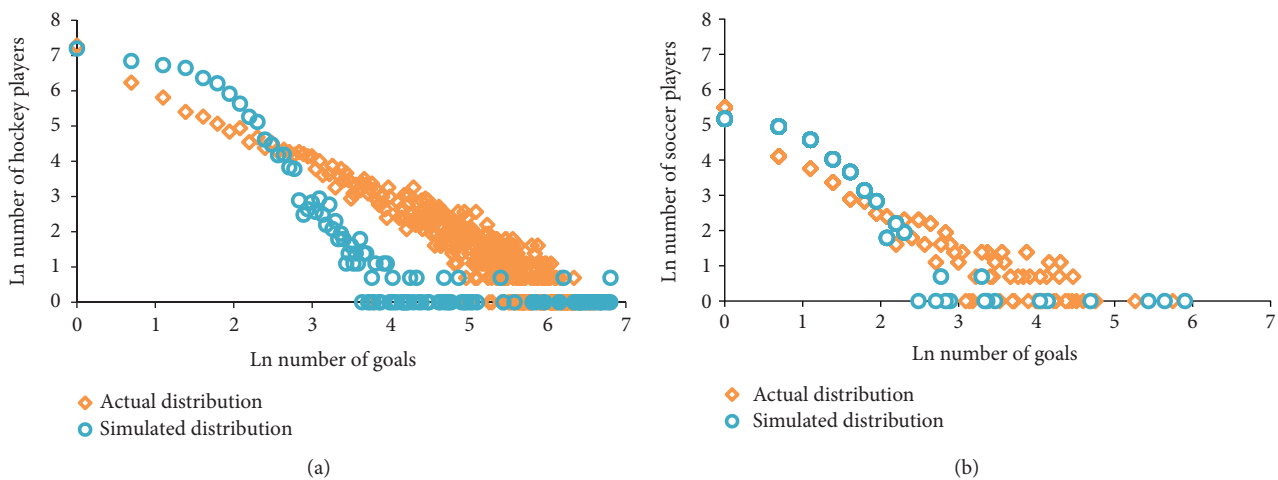 8
7
6
5
4
3
2
1
0
0 1 2 3 4 5 6 7
Ln number of hockey players
Ln number of goals
Actual distribution
Simulated distribution
(a)
8
7
6
5
4
3
2
1
0
0 1 2 3 4 5 6 7
Ln number of soccer players
Ln number of goals
Actual distribution
Simulated distribution
(b)